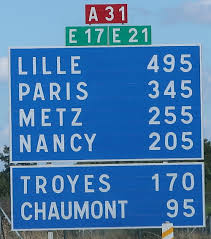 A 31
E 17 E 21
LILLE 495
PARIS 345
METZ 255
NANCY 205
TROYES 170
CHAUMONT 95